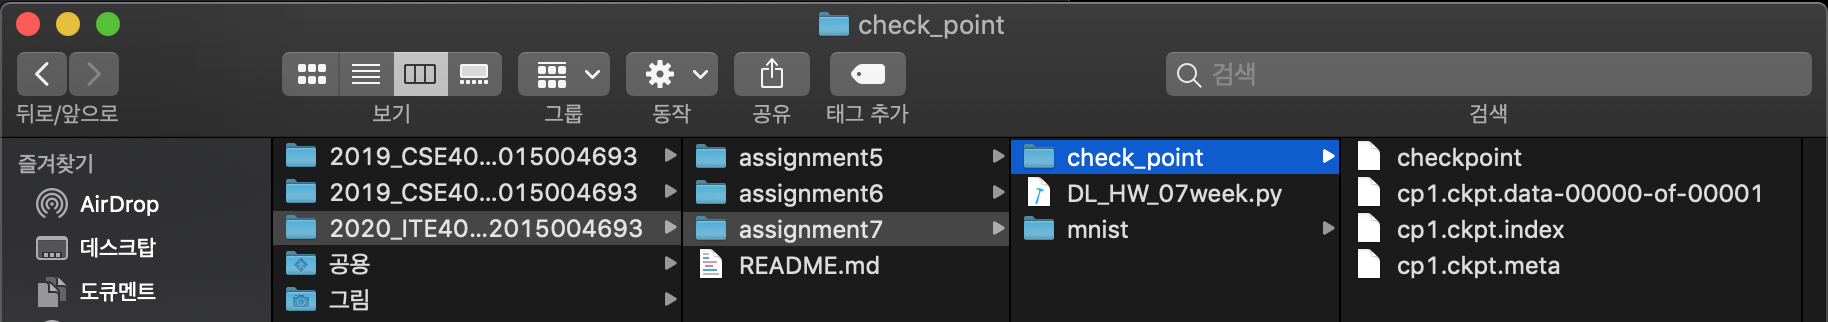 check_point
검색
뒤로/앞으로
보기
그룹
동작
공유
태그 추가
검색
즐겨찾기
AirDrop
데스크탑
도큐멘트
2019_CSE40...015004693
2019_CSE40...015004693
2020_ITE40...2015004693
공용
그림
assignment5
assignment6
assignment7
README.md
check_point
DL_HW_07week.py
mnist
checkpoint
cp1.ckpt.data-00000-of-00001
cp1.ckpt.index
cp1.ckpt.meta